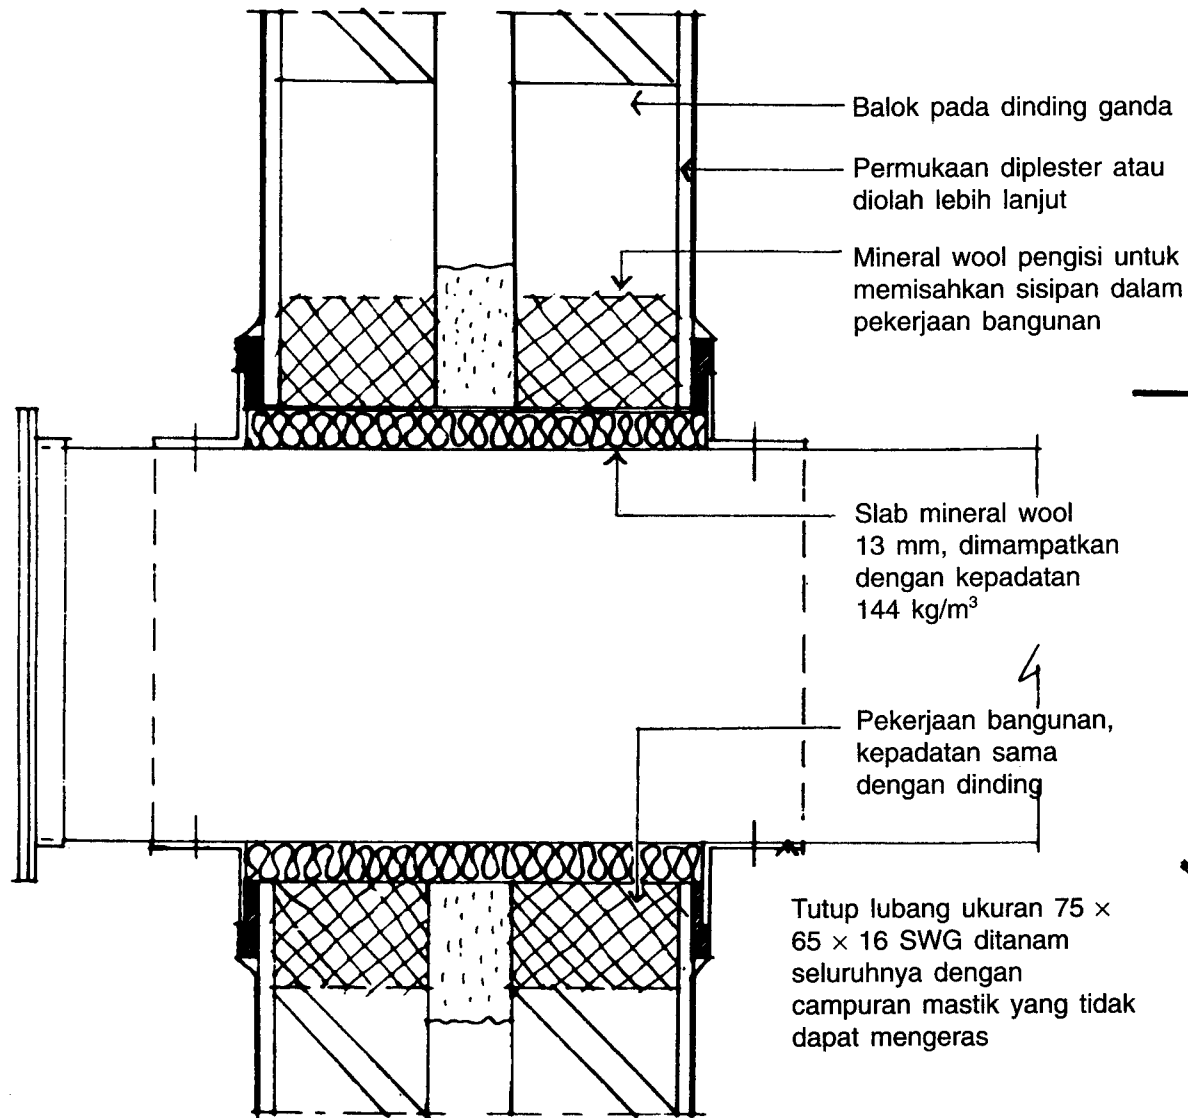 Balok pada dinding ganda
Permukaan diplester atau
diolah lebih lanjut
Mineral wool pengisi untuk
memisahkan sisipan dalam
pekerjaan bangunan
Slab mineral wool
13 mm, dimampatkan
dengan kepadatan
144 kg/m³
Pekerjaan bangunan,
kepadatan sama
dengan dinding
Tutup lubang ukuran 75 ×
65 × 16 SWG ditanam
seluruhnya dengan
campuran mastik yang tidak
dapat mengeras